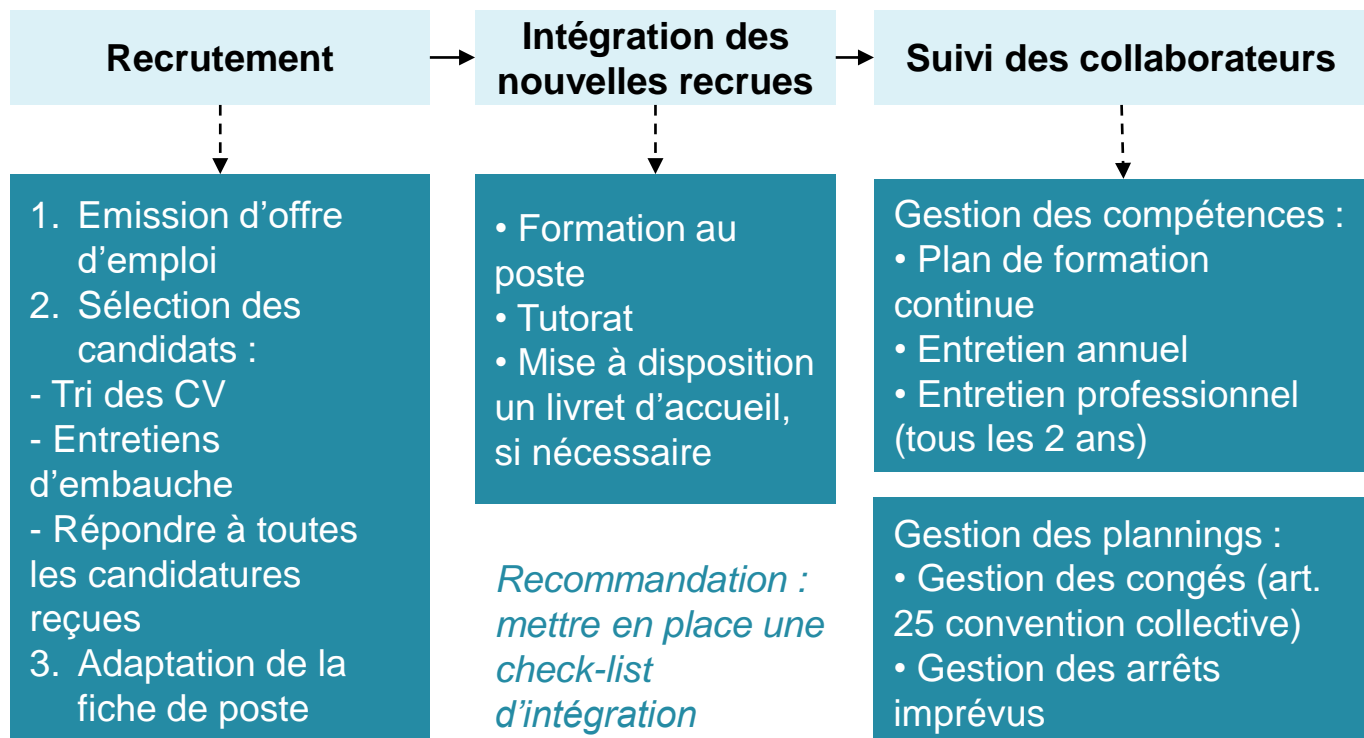 Recrutement
1. Emission d’offre
d’emploi
2. Sélection des
candidats :
- Tri des CV
- Entretiens
d’embauche
- Répondre à toutes
les candidatures
reçues
3. Adaptation de la
fiche de poste
Intégration des
nouvelles recrues
• Formation au
poste
• Tutorat
• Mise à disposition
un livret d’accueil,
si nécessaire
Recommandation :
mettre en place une
check-list
d’intégration
Suivi des collaborateurs
Gestion des compétences :
• Plan de formation
continue
• Entretien annuel
• Entretien professionnel
(tous les 2 ans)
Gestion des plannings :
• Gestion des congés (art.
25 convention collective)
• Gestion des arrêts
imprévus